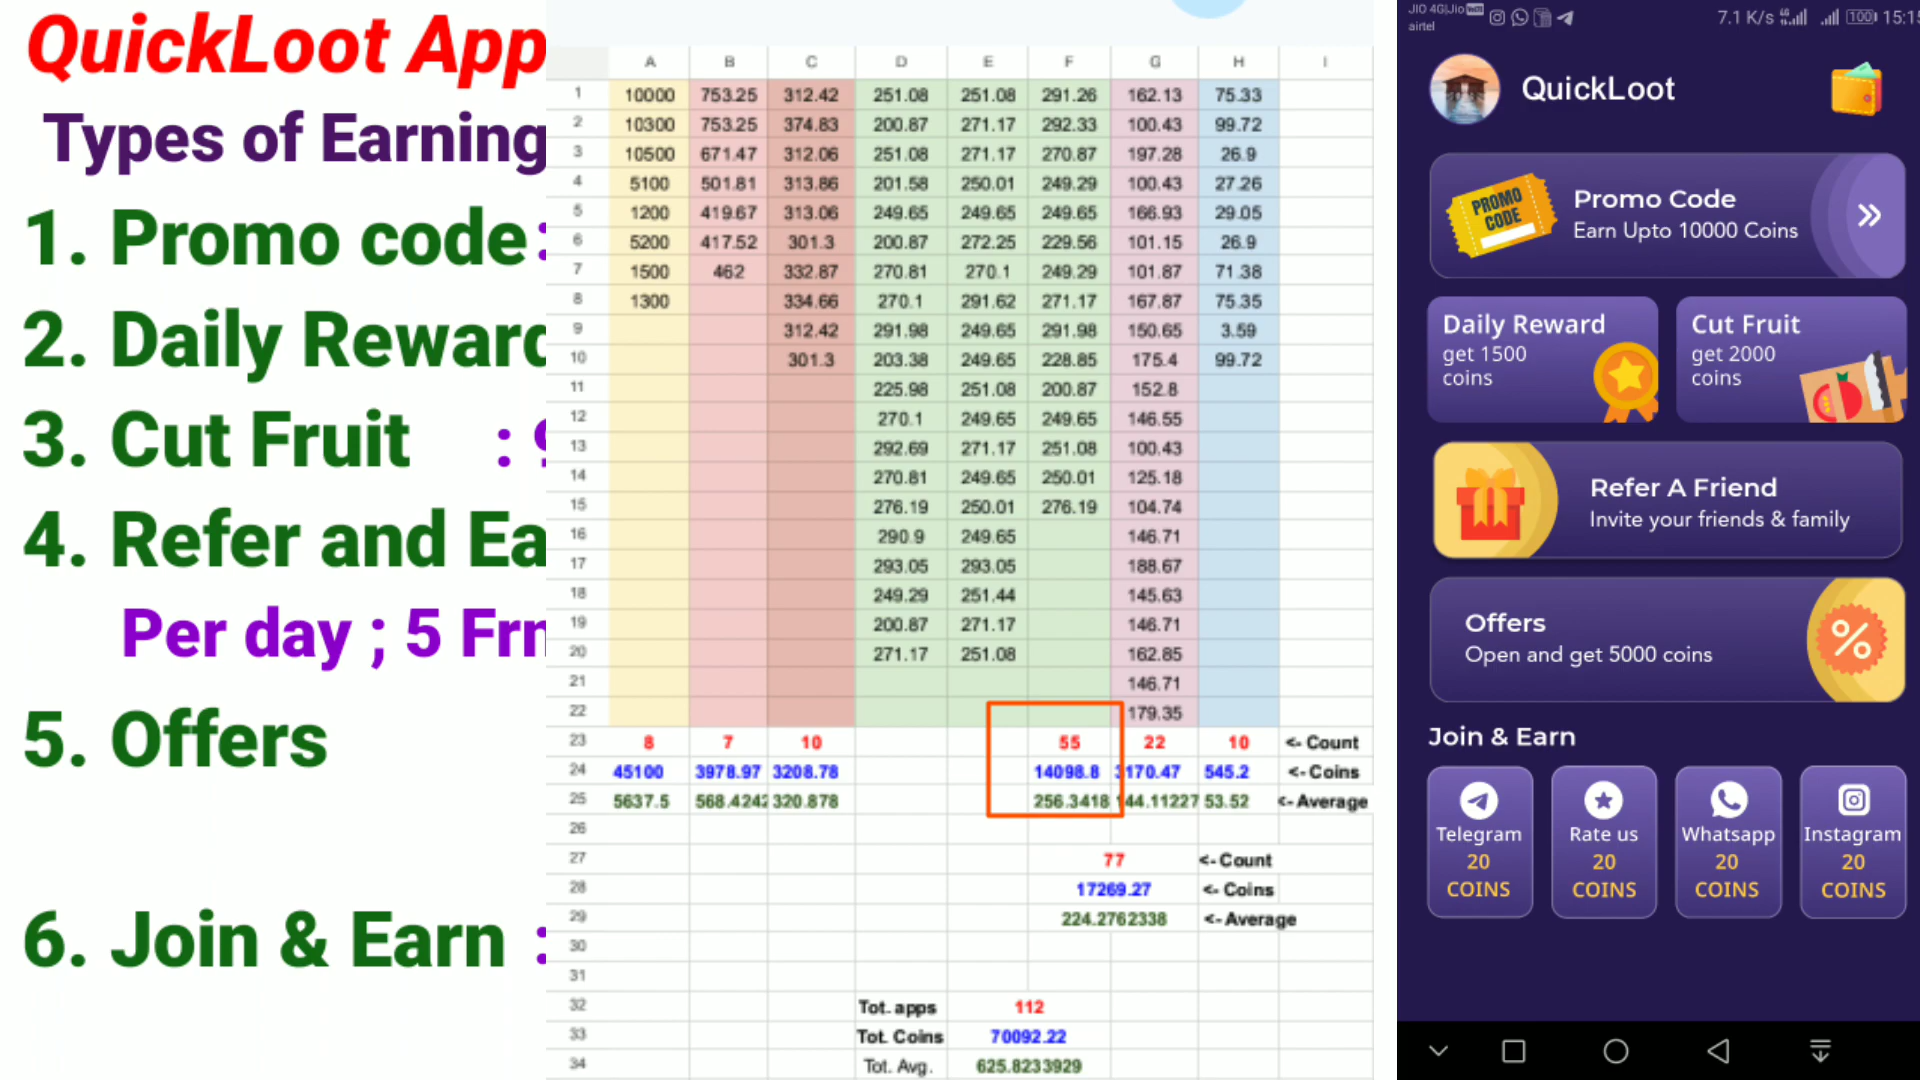 QuickLoot App
Types of Earning
1. Promo code :
2. Daily Reward
3. Cut Fruit :
4. Refer and Ea
Per day ; 5 Frn
5. Offers
6. Join & Earn :
A B C D E F G H I
1 10000 753.25 312.42 251.08 251.08 291.26 162.13 75.33
2 10300 753.25 374.83 200.87 271.17 292.33 100.43 99.72
3 10500 671.47 312.06 251.08 271.17 270.87 197.28 26.9
4 5100 501.81 313.86 201.58 250.01 249.29 100.43 27.26
5 1200 419.67 313.06 249.65 249.65 249.65 166.93 29.05
6 5200 417.52 301.3 200.87 272.25 229.56 101.15 26.9
7 1500 462 332.87 270.81 270.1 249.29 101.87 71.38
8 1300 334.66 270.1 291.62 271.17 167.87 75.35
9 312.42 291.98 249.65 291.98 150.65 3.59
10 301.3 203.38 249.65 228.85 175.4 99.72
11 225.98 251.08 200.87 152.8
12 270.1 249.65 249.65 146.55
13 292.69 271.17 251.08 100.43
14 270.81 249.65 250.01 125.18
15 276.19 250.01 276.19 104.74
16 290.9 249.65 146.71
17 293.05 293.05 188.67
18 249.29 251.44 145.63
19 200.87 271.17 146.71
20 271.17 251.08 162.85
21 146.71
22 179.35
23 8 7 10 55 22 10 <- Count
24 45100 3978.97 3208.78 14098.8 3170.47 545.2 <- Coins
25 5637.5 568.4242 320.878 256.3418 144.11227 53.52 <- Average
26
27 77 <- Count
28 17269.27 <- Coins
29 224.2762338 <- Average
30
31
32 Tot. apps 112
33 Tot. Coins 70092.22
34 Tot. Avg. 625.8233929
JIO 4G|Jio
airtel
7.1 K/s 100 15:15
QuickLoot
PROMO CODE
Promo Code
Earn Upto 10000 Coins
Daily Reward
get 1500
coins
Cut Fruit
get 2000
coins
Refer A Friend
Invite your friends & family
Offers
Open and get 5000 coins
%
Join & Earn
Telegram
20
COINS
Rate us
20
COINS
Whatsapp
20
COINS
Instagram
20
COINS